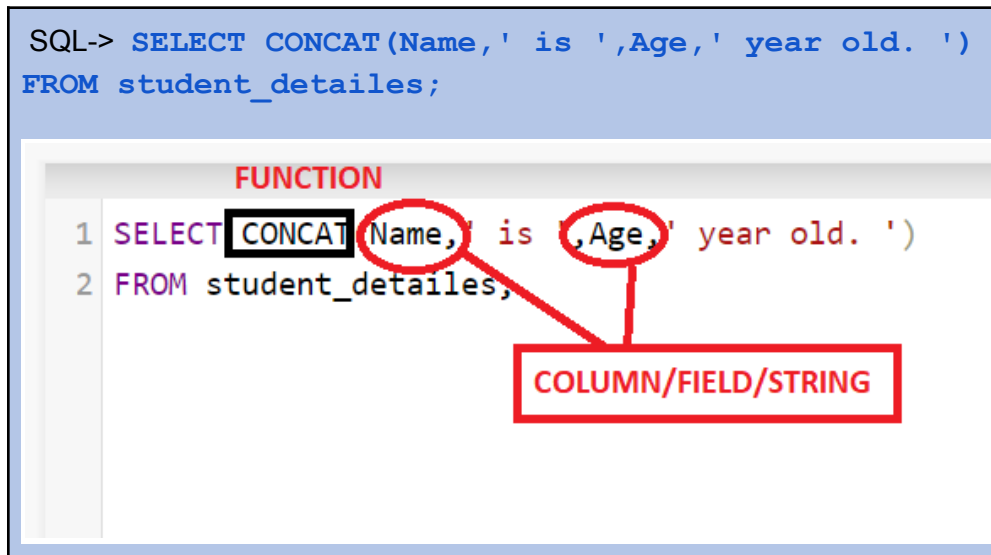 SQL-> SELECT CONCAT(Name,' is ',Age,' year old. ')
FROM student_detailes;
FUNCTION
1 SELECT CONCAT(Name,' is ',Age,' year old. ')
2 FROM student_detailes;
COLUMN/FIELD/STRING